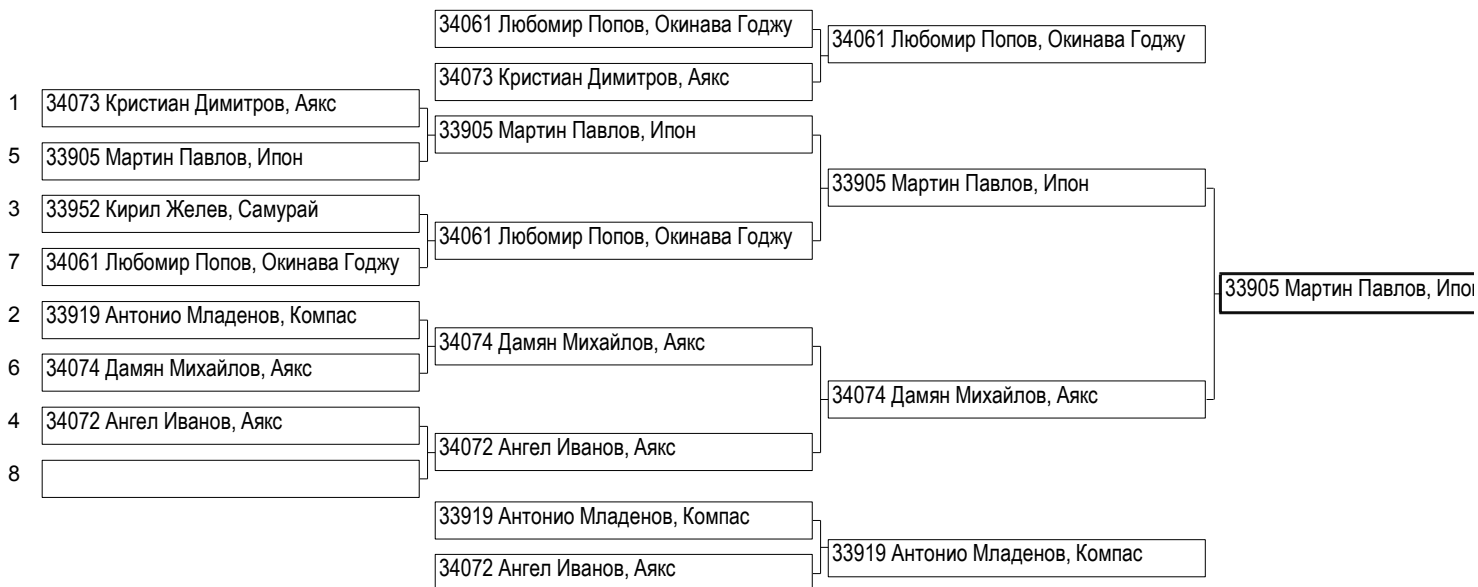 34061 Любомир Попов, Окинава Годжу
34061 Любомир Попов, Окинава Годжу
34073 Кристиан Димитров, Аякс
1 34073 Кристиан Димитров, Аякс
33905 Мартин Павлов, Ипон
5 33905 Мартин Павлов, Ипон
33905 Мартин Павлов, Ипон
3 33952 Кирил Желев, Самурай
34061 Любомир Попов, Окинава Годжу
7 34061 Любомир Попов, Окинава Годжу
33905 Мартин Павлов, Ипон
2 33919 Антонио Младенов, Компас
34074 Дамян Михайлов, Аякс
6 34074 Дамян Михайлов, Аякс
34074 Дамян Михайлов, Аякс
4 34072 Ангел Иванов, Аякс
34072 Ангел Иванов, Аякс
8
33919 Антонио Младенов, Компас
33919 Антонио Младенов, Компас
34072 Ангел Иванов, Аякс